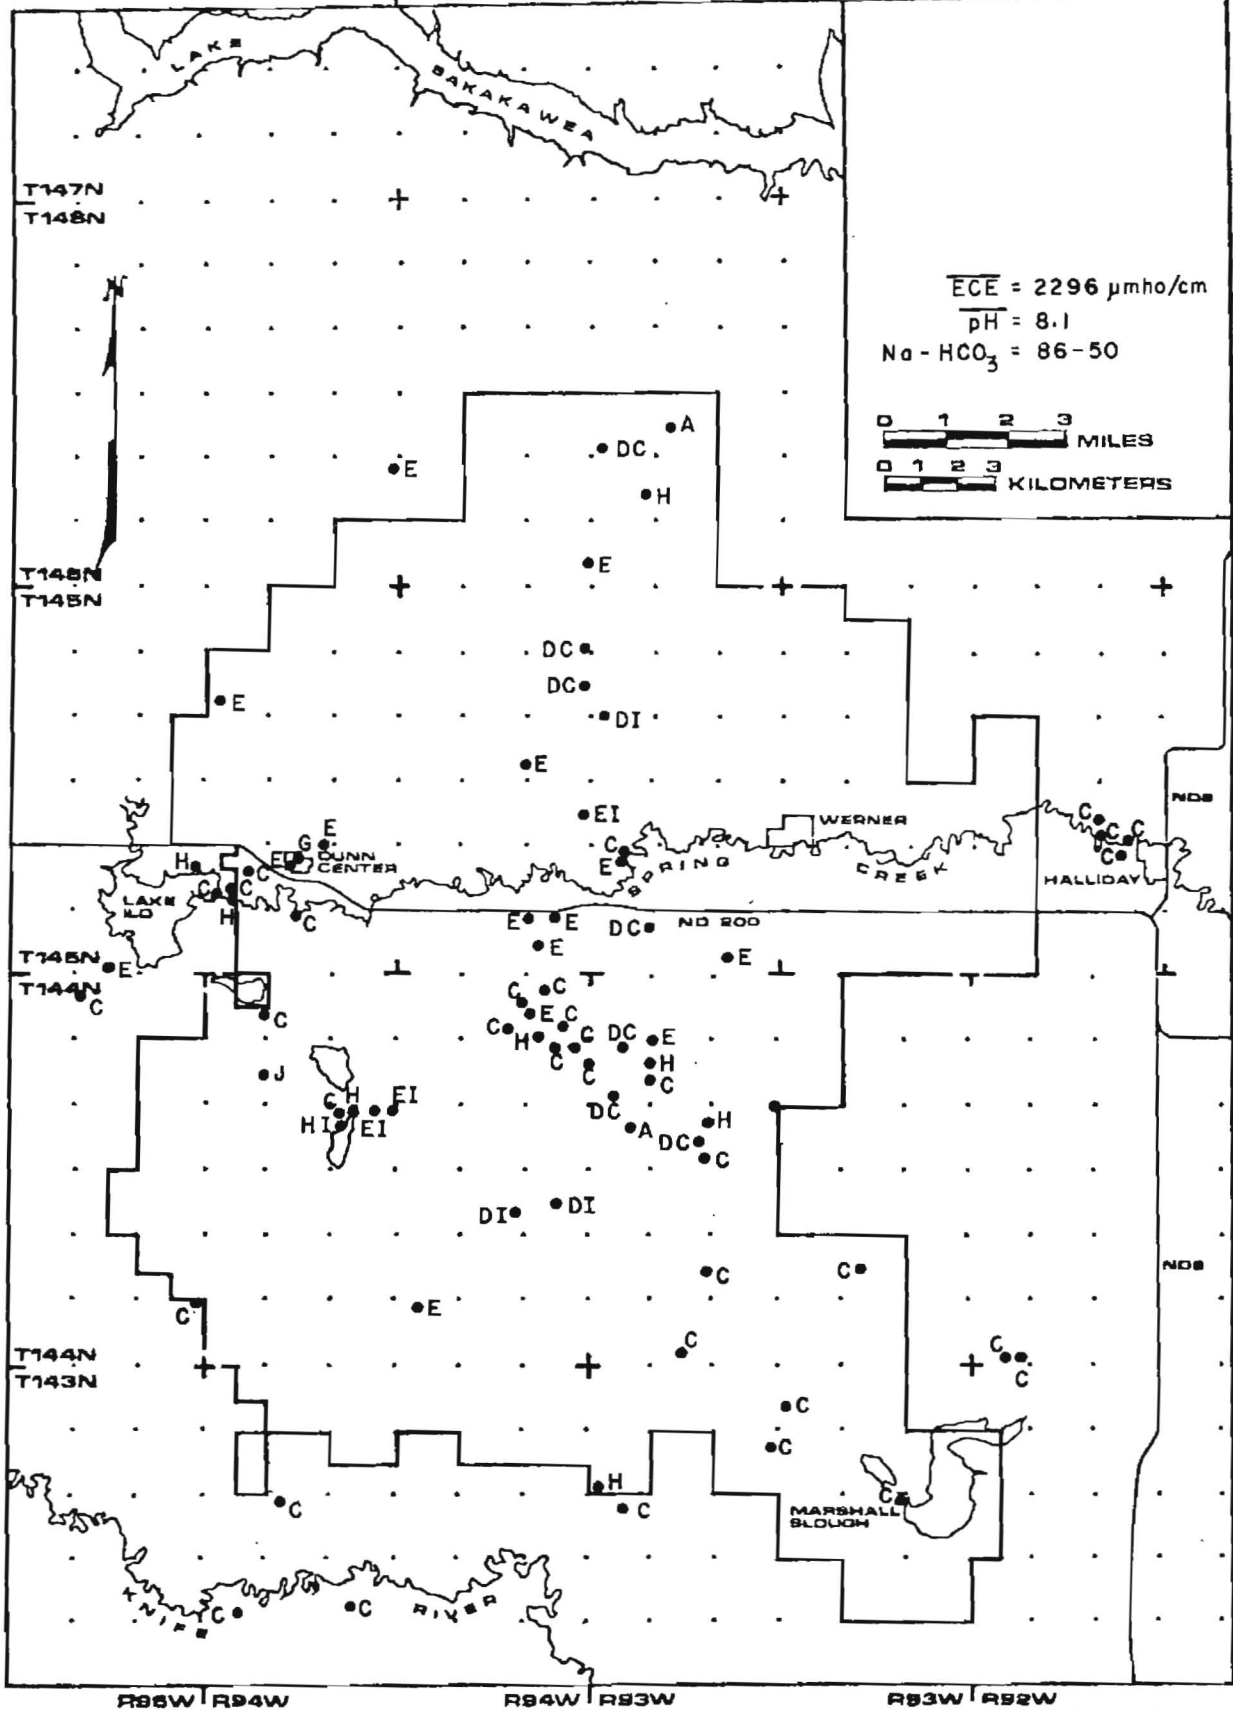 LAKE
SAKAKAWEA
T147N
T148N
N
ECE = 2296 µmho/cm
pH = 8.1
Na - HCO3 = 86-50
0 1 2 3 MILES
0 1 2 3 KILOMETERS
A
DC
E
H
E
T145N
DC
DC
E
DI
E
EI
ND8
C
WERNER
C
C
C
E
G
DUNN
CENTER
E
H
C
E
SPRING
CREEK
HALLIDAY
C
C
LAKE
ILO
H
C
E
E
DC
ND 200
E
E
T145N
T144N
E
C
C
C
C
E
C
C
H
C
C
C
DC
E
H
C
J
C
H
EI
HI
EI
DC
A
H
DC
C
DI
DI
C
C
ND8
C
E
C
C
C
T144N
T143N
C
C
H
C
C
C
MARSHALL
SLOUGH
KNIFE
RIVER
C
C
R95W R94W
R94W R93W
R93W R92W